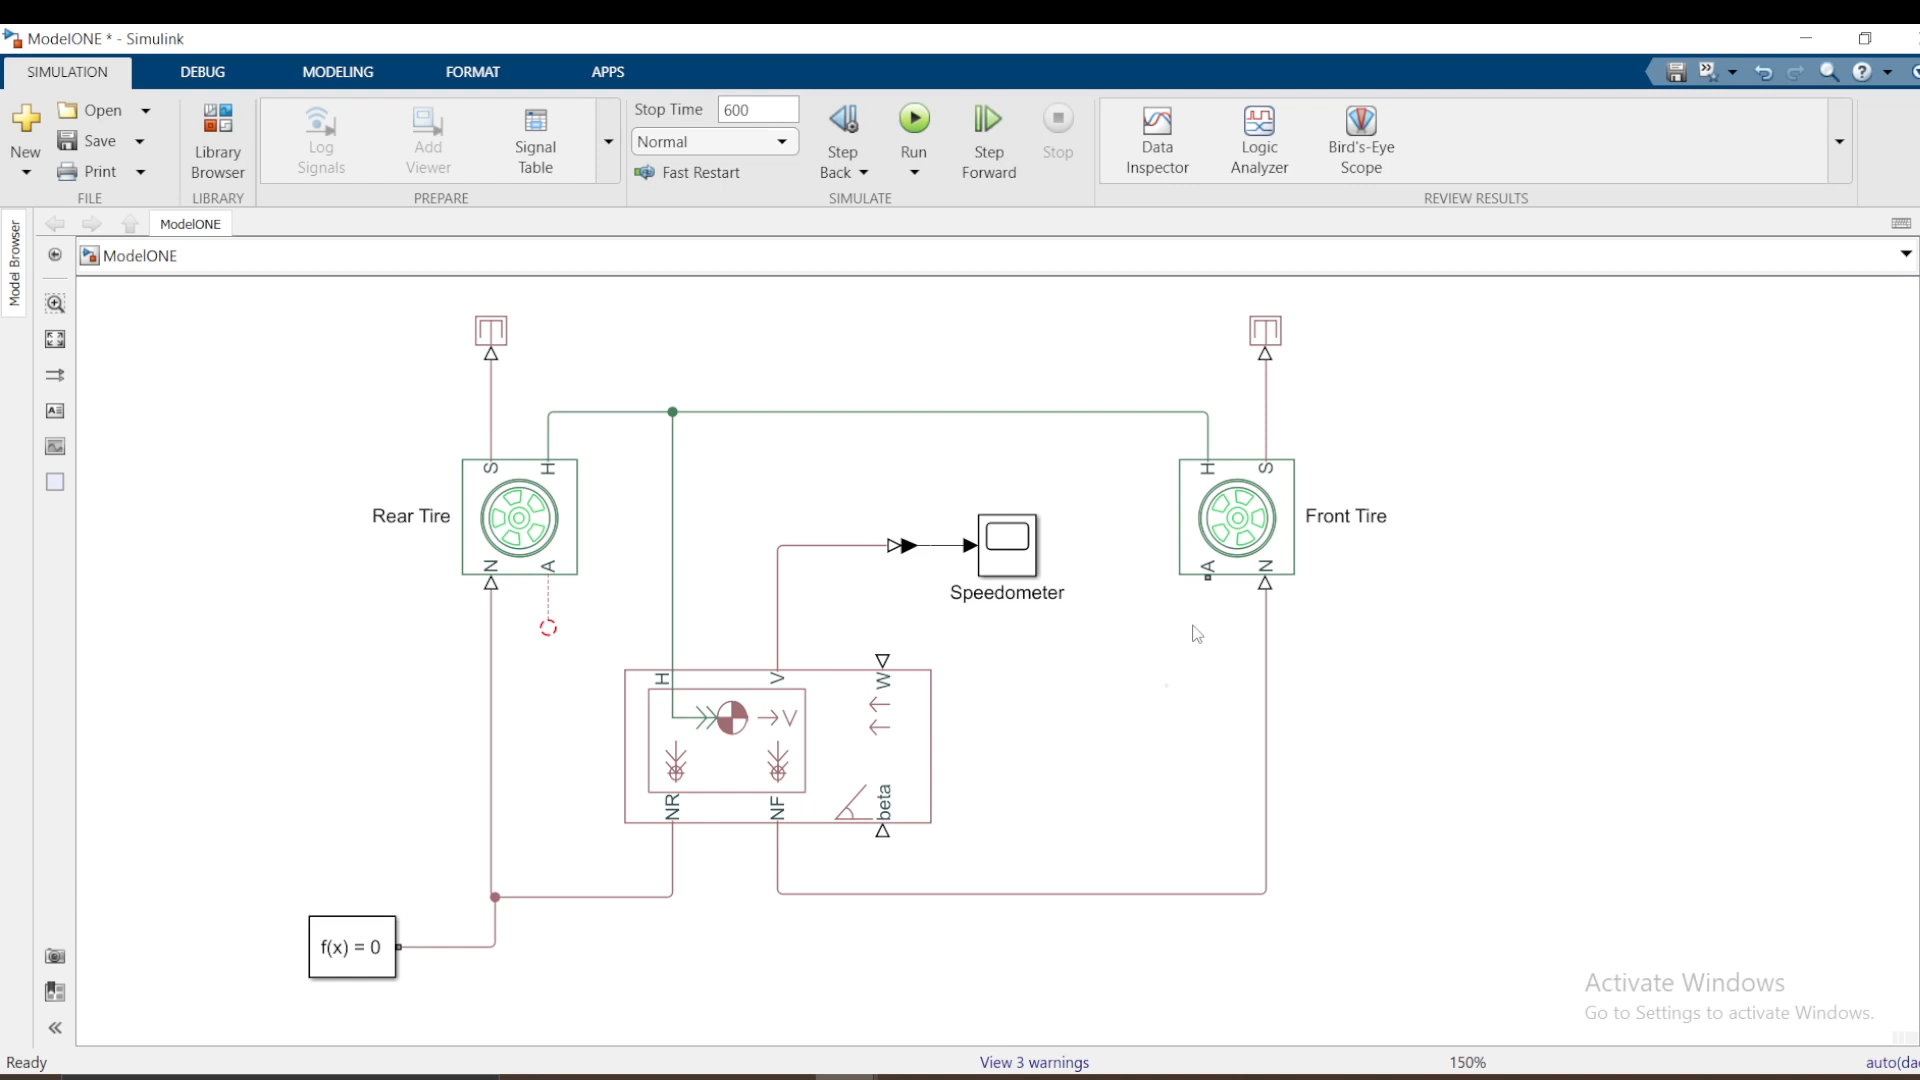 ModelONE * - Simulink
SIMULATION DEBUG MODELING FORMAT APPS
New
Open
Save
Print
FILE
Library
Browser
LIBRARY
Log
Signals
Add
Viewer
Signal
Table
PREPARE
Stop Time 600
Normal
Fast Restart
Step
Back
Run
Step
Forward
Stop
SIMULATE
Data
Inspector
Logic
Analyzer
Bird's-Eye
Scope
REVIEW RESULTS
Model Browser
ModelONE
ModelONE
S H
Rear Tire
N A
H S
Front Tire
A N
Speedometer
H V W
V
NR NF beta
f(x) = 0
Activate Windows
Go to Settings to activate Windows.
Ready View 3 warnings 150% auto(da